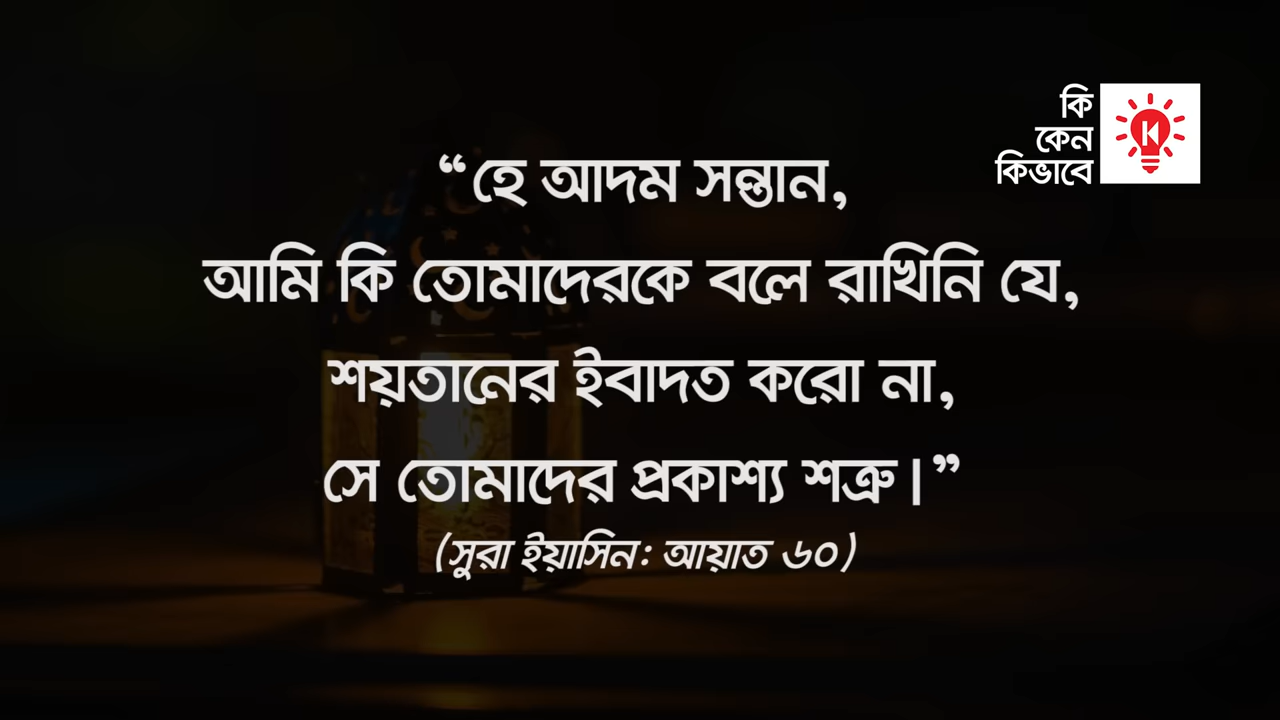 কি
কেন
কিভাবে
“হে আদম সন্তান,
আমি কি তোমাদেরকে বলে রাখিনি যে,
শয়তানের ইবাদত করো না,
সে তোমাদের প্রকাশ্য শত্রু।”
(সুরা ইয়াসিন: আয়াত ৬০)